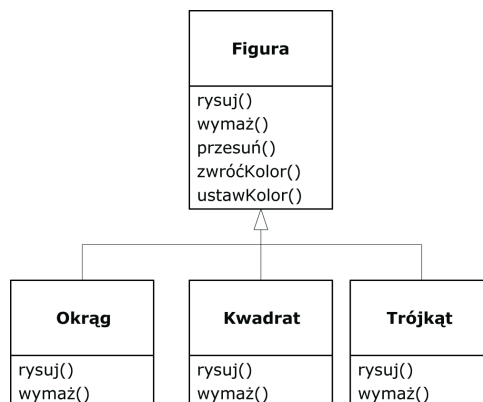 Figura
rysuj()
wymaż()
przesuń()
zwróćKolor()
ustawKolor()
Okrąg
rysuj()
wymaż()
Kwadrat
rysuj()
wymaż()
Trójkąt
rysuj()
wymaż()